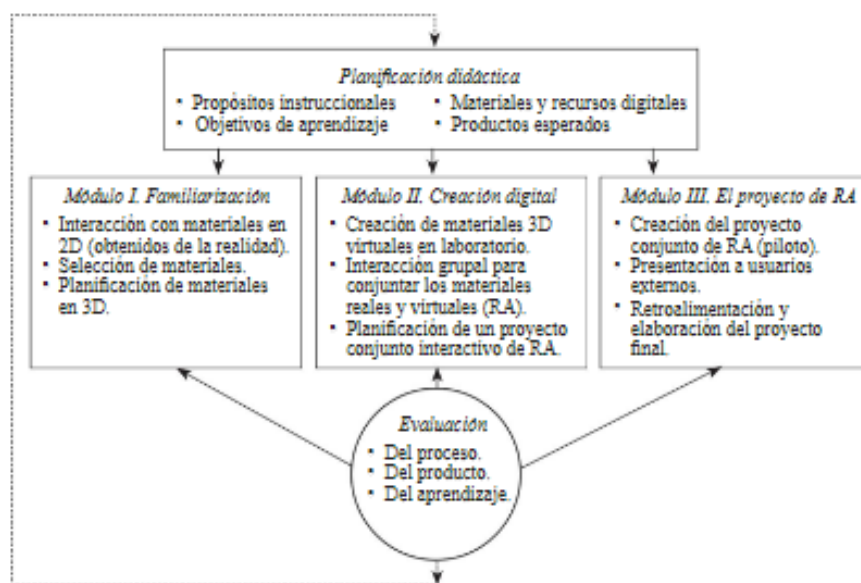 Planificación didáctica
▪ Propósitos instruccionales
▪ Objetivos de aprendizaje
▪ Materiales y recursos digitales
▪ Productos esperados
Módulo I. Familiarización
▪ Interacción con materiales en
2D (obtenidos de la realidad).
▪ Selección de materiales.
▪ Planificación de materiales
en 3D.
Módulo II. Creación digital
▪ Creación de materiales 3D
virtuales en laboratorio.
▪ Interacción grupal para
conjuntar los materiales
reales y virtuales (RA).
▪ Planificación de un proyecto
conjunto interactivo de RA.
Módulo III. El proyecto de RA
▪ Creación del proyecto
conjunto de RA (piloto).
▪ Presentación a usuarios
externos.
▪ Retroalimentación y
elaboración del proyecto
final.
Evaluación
▪ Del proceso.
▪ Del producto.
▪ Del aprendizaje.